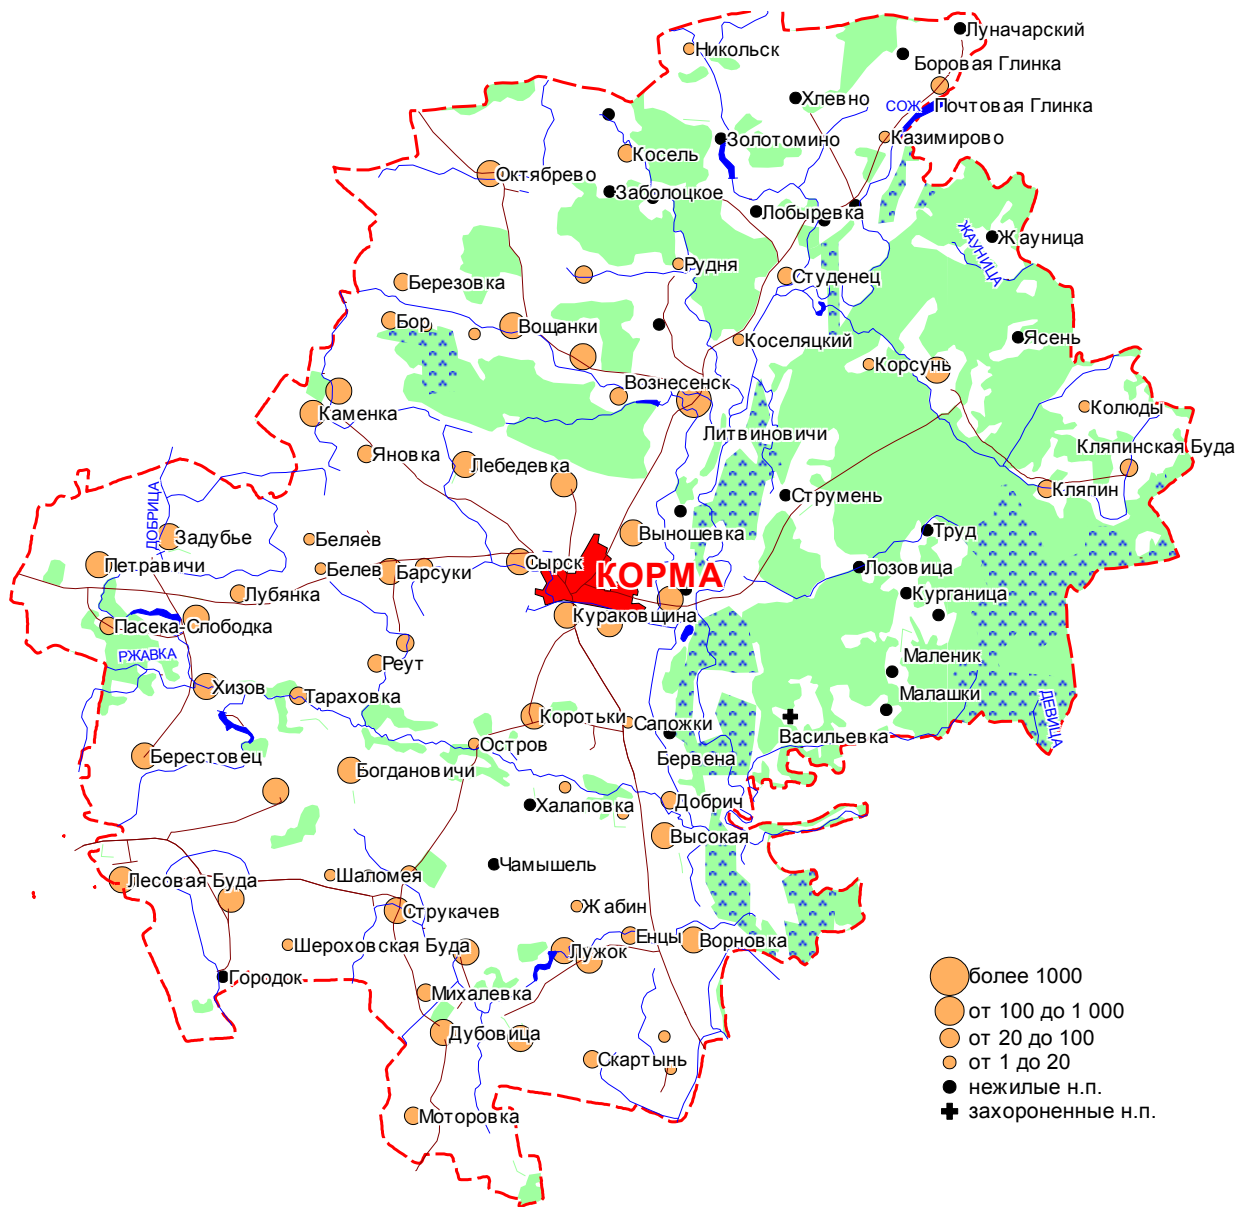 Луначарский
Никольск
Боровая Глинка
Хлевно
СОЖ
Почтовая Глинка
Золотомино
Казимирово
Косель
Октябрево
Заболоцкое
Лобыревка
ЖАУНИЦА
Жауница
Рудня
Студенец
Березовка
Бор
Вощанки
Коселяцкий
Ясень
Корсунь
Вознесенск
Колюды
Каменка
Литвиновичи
Кляпинская Буда
Яновка
Лебедевка
Струмень
Кляпин
ДОБРИЦА
Задубье
Беляев
Выношевка
Труд
Петравичи
Белев
Барсуки
Сырск
КОРМА
Лозовица
Лубянка
Курганица
Пасека-Слободка
Кураковщина
РЖАВКА
Реут
Маленик
Хизов
Тараховка
Малашки
ДЕВИЦА
Коротьки
Сапожки
Васильевка
Остров
Берестовец
Бервена
Богдановичи
Халаповка
Добрич
Высокая
Чамышель
Шаломея
Лесовая Буда
Струкачев
Жабин
Шероховская Буда
Енцы
Ворновка
Лужок
Городок
более 1000
Михалевка
от 100 до 1 000
Дубовица
от 20 до 100
Скартынь
от 1 до 20
нежилые н.п.
Моторовка
захороненные н.п.